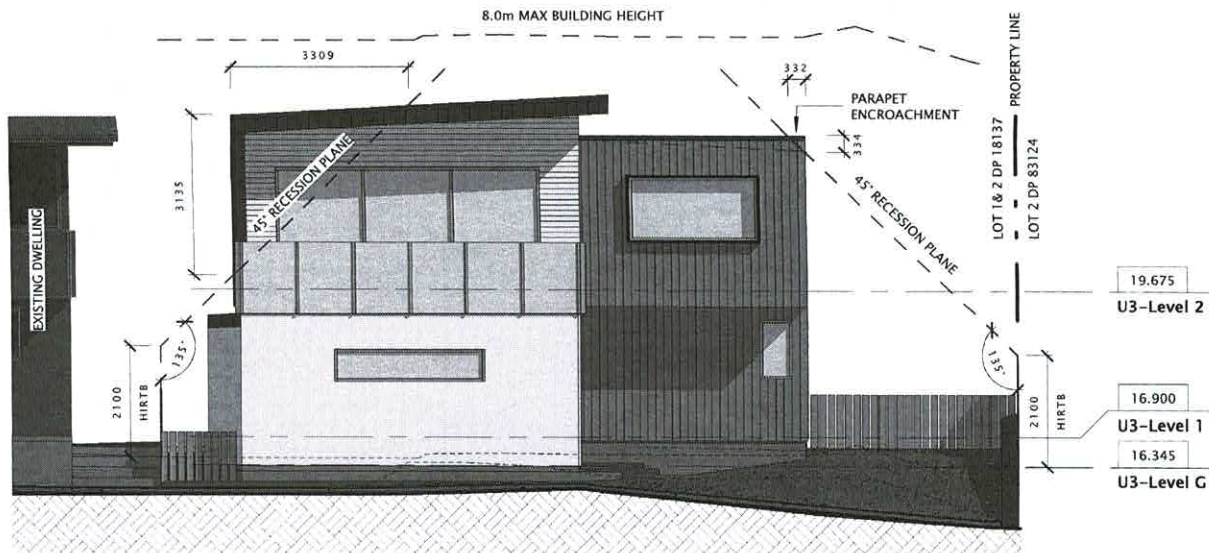 8.0m MAX BUILDING HEIGHT
3309
332
PARAPET
ENCROACHMENT
334
PROPERTY LINE
LOT 1& 2 DP 18137
LOT 2 DP 83124
3135
45° RECESSION PLANE
45° RECESSION PLANE
EXISTING DWELLING
19.675
U3-Level 2
135°
135°
2100
HIRTB
2100
HIRTB
16.900
U3-Level 1
16.345
U3-Level G